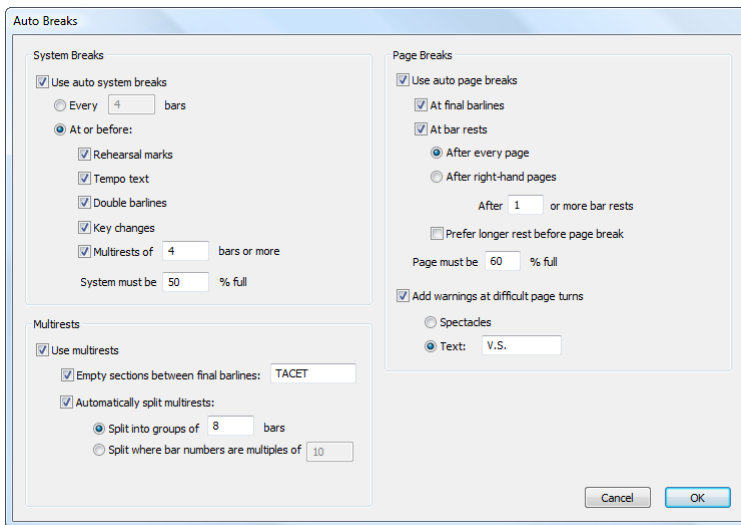 Auto Breaks
System Breaks
Use auto system breaks
Every 4 bars
At or before:
Rehearsal marks
Tempo text
Double barlines
Key changes
Multirests of 4 bars or more
System must be 50 % full
Multirests
Use multirests
Empty sections between final barlines: TACET
Automatically split multirests:
Split into groups of 8 bars
Split where bar numbers are multiples of 10
Page Breaks
Use auto page breaks
At final barlines
At bar rests
After every page
After right-hand pages
After 1 or more bar rests
Prefer longer rest before page break
Page must be 60 % full
Add warnings at difficult page turns
Spectacles
Text: V.S.
Cancel OK